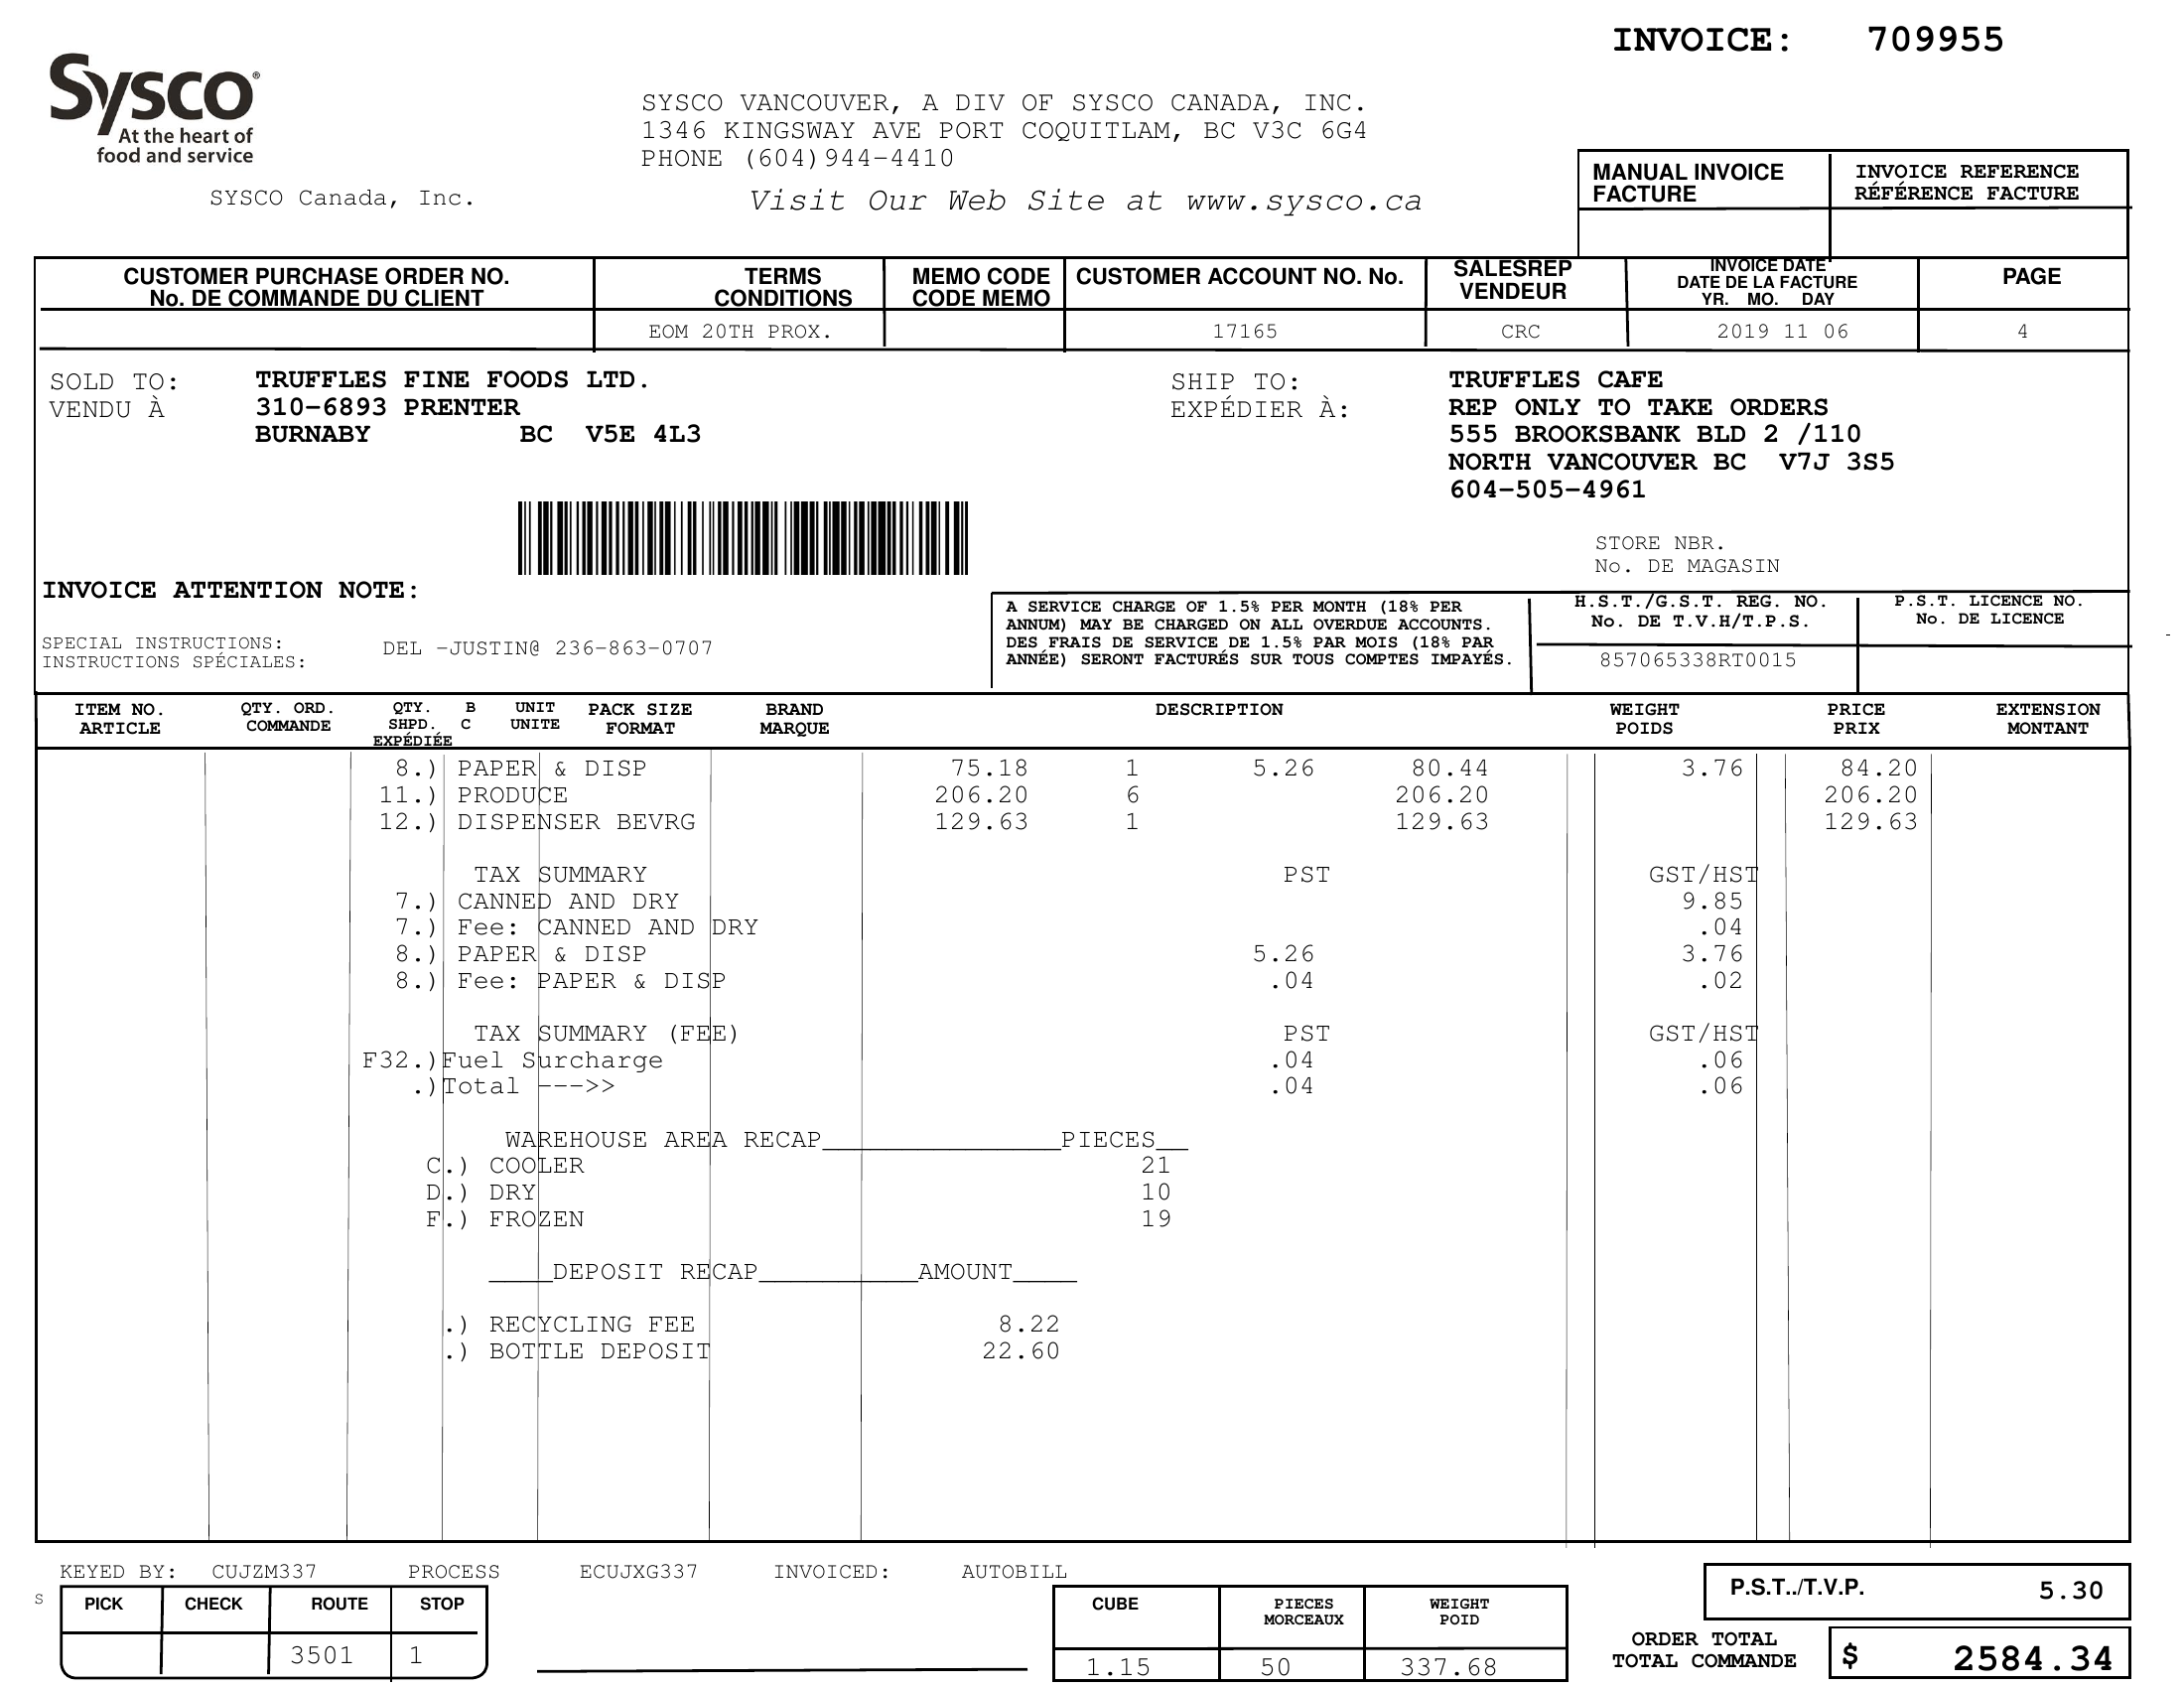 INVOICE: 709955
Sysco®
At the heart of
food and service
SYSCO Canada, Inc.
SYSCO VANCOUVER, A DIV OF SYSCO CANADA, INC.
1346 KINGSWAY AVE PORT COQUITLAM, BC V3C 6G4
PHONE (604)944-4410
Visit Our Web Site at www.sysco.ca
MANUAL INVOICE
FACTURE
INVOICE REFERENCE
RÉFÉRENCE FACTURE
CUSTOMER PURCHASE ORDER NO.
No. DE COMMANDE DU CLIENT
TERMS
CONDITIONS
MEMO CODE
CODE MEMO
CUSTOMER ACCOUNT NO. No.
SALESREP
VENDEUR
INVOICE DATE
DATE DE LA FACTURE
YR. MO. DAY
PAGE
EOM 20TH PROX. 17165 CRC 2019 11 06 4
SOLD TO:
VENDU À
TRUFFLES FINE FOODS LTD.
310-6893 PRENTER
BURNABY BC V5E 4L3
SHIP TO:
EXPÉDIER À:
TRUFFLES CAFE
REP ONLY TO TAKE ORDERS
555 BROOKSBANK BLD 2 /110
NORTH VANCOUVER BC V7J 3S5
604-505-4961
STORE NBR.
No. DE MAGASIN
INVOICE ATTENTION NOTE:
SPECIAL INSTRUCTIONS:
INSTRUCTIONS SPÉCIALES:
DEL -JUSTIN@ 236-863-0707
A SERVICE CHARGE OF 1.5% PER MONTH (18% PER
ANNUM) MAY BE CHARGED ON ALL OVERDUE ACCOUNTS.
DES FRAIS DE SERVICE DE 1.5% PAR MOIS (18% PAR
ANNÉE) SERONT FACTURÉS SUR TOUS COMPTES IMPAYÉS.
H.S.T./G.S.T. REG. NO.
No. DE T.V.H/T.P.S.
857065338RT0015
P.S.T. LICENCE NO.
No. DE LICENCE
ITEM NO.
ARTICLE
QTY. ORD.
COMMANDE
QTY.
SHPD.
EXPÉDIÉE
B
C
UNIT
UNITE
PACK SIZE
FORMAT
BRAND
MARQUE
DESCRIPTION
WEIGHT
POIDS
PRICE
PRIX
EXTENSION
MONTANT
8.) PAPER & DISP 75.18 1 5.26 80.44 3.76 84.20
11.) PRODUCE 206.20 6 206.20 206.20
12.) DISPENSER BEVRG 129.63 1 129.63 129.63
TAX SUMMARY PST GST/HST
7.) CANNED AND DRY 9.85
7.) Fee: CANNED AND DRY .04
8.) PAPER & DISP 5.26 3.76
8.) Fee: PAPER & DISP .04 .02
TAX SUMMARY (FEE) PST GST/HST
F32.)Fuel Surcharge .04 .06
.)Total --->> .04 .06
WAREHOUSE AREA RECAP_______________PIECES__
C.) COOLER 21
D.) DRY 10
F.) FROZEN 19
____DEPOSIT RECAP__________AMOUNT____
.) RECYCLING FEE 8.22
.) BOTTLE DEPOSIT 22.60
KEYED BY: CUJZM337 PROCESS ECUJXG337 INVOICED: AUTOBILL
S
PICK CHECK ROUTE STOP
3501 1
CUBE
PIECES
MORCEAUX
WEIGHT
POID
1.15 50 337.68
P.S.T../T.V.P. 5.30
ORDER TOTAL
TOTAL COMMANDE
$ 2584.34